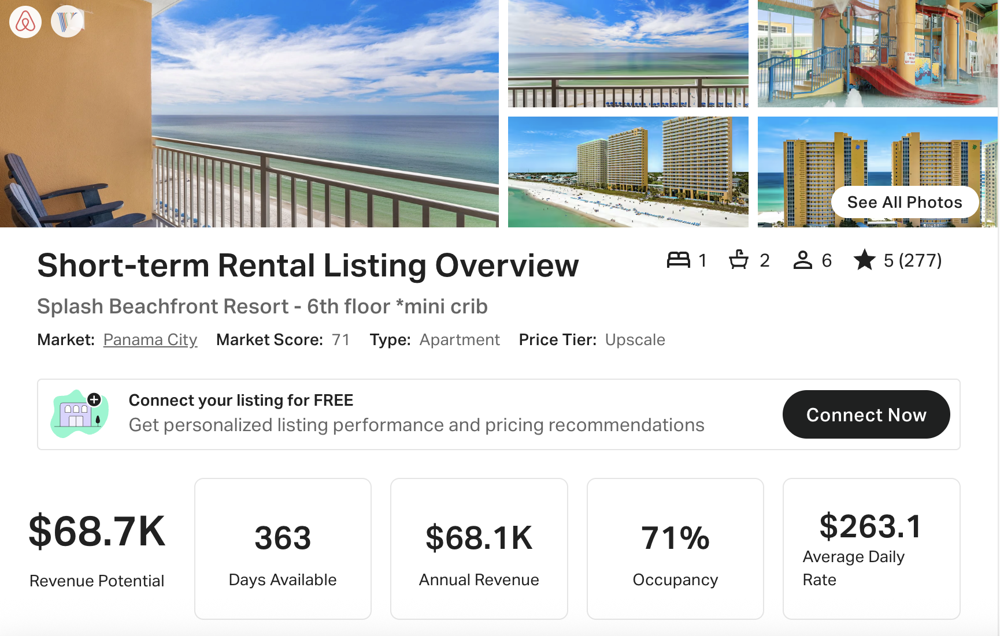 See All Photos
Short-term Rental Listing Overview
1 2 6 5 (277)
Splash Beachfront Resort - 6th floor *mini crib
Market: Panama City Market Score: 71 Type: Apartment Price Tier: Upscale
Connect your listing for FREE
Get personalized listing performance and pricing recommendations
Connect Now
$68.7K
Revenue Potential
363
Days Available
$68.1K
Annual Revenue
71%
Occupancy
$263.1
Average Daily
Rate